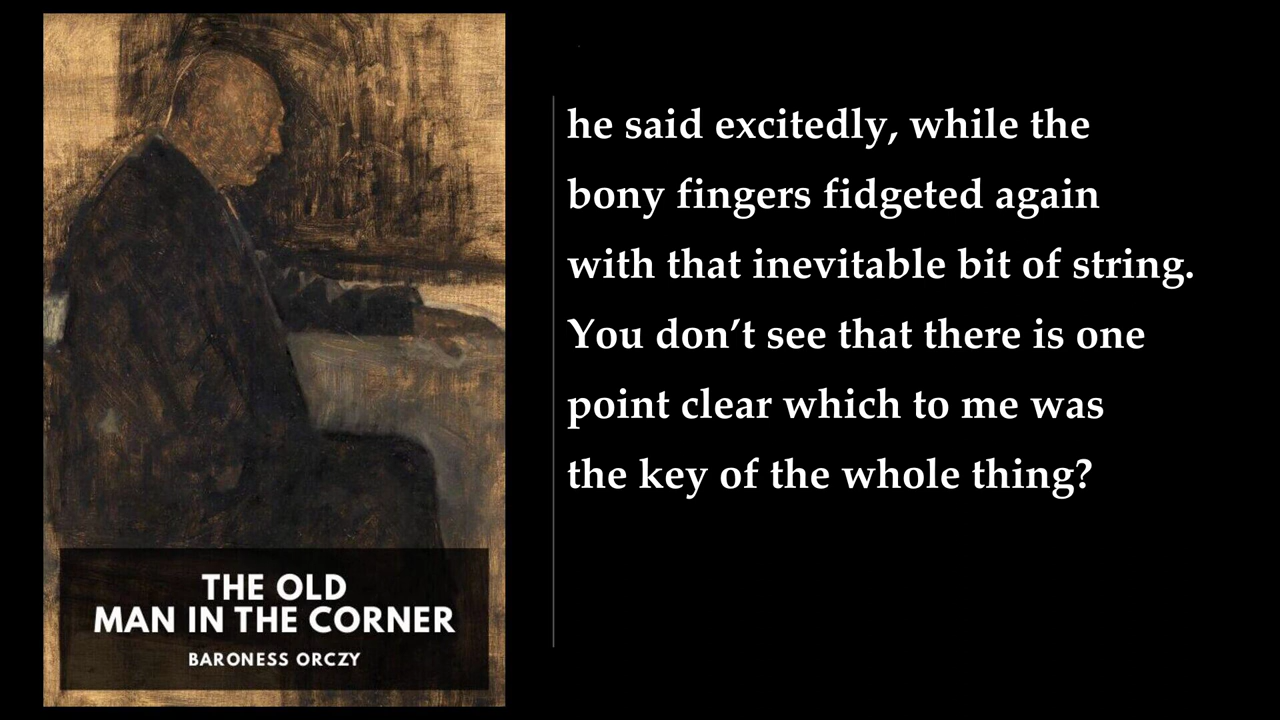 he said excitedly, while the
bony fingers fidgeted again
with that inevitable bit of string.
You don’t see that there is one
point clear which to me was
the key of the whole thing?
THE OLD
MAN IN THE CORNER
BARONESS ORCZY